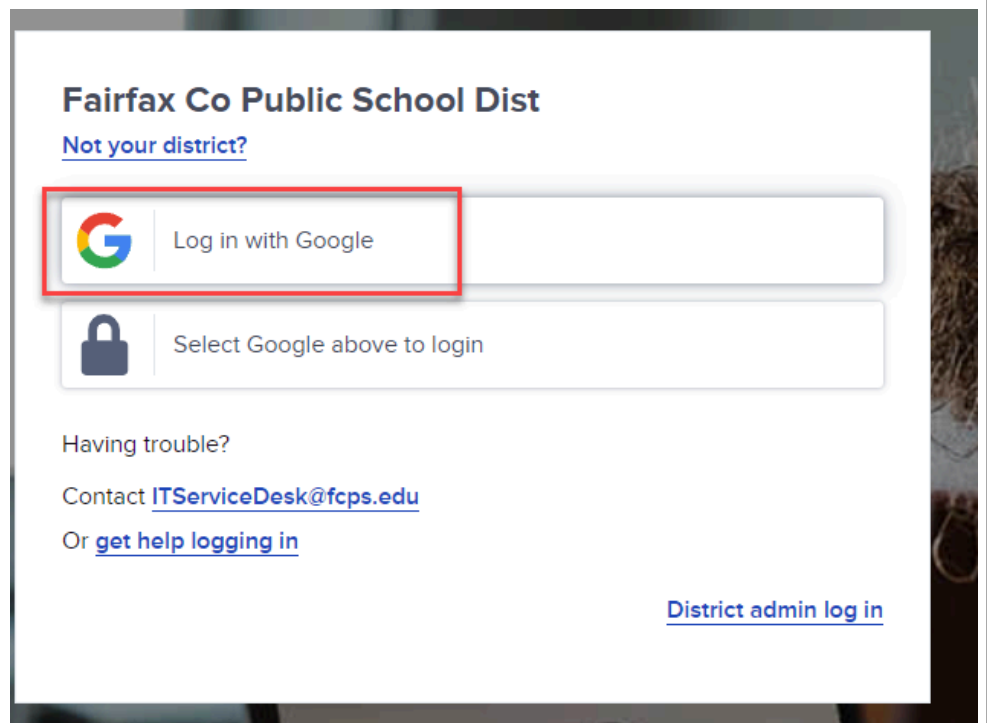 Fairfax Co Public School Dist
Not your district?
Log in with Google
Select Google above to login
Having trouble?
Contact ITServiceDesk@fcps.edu
Or get help logging in
District admin log in